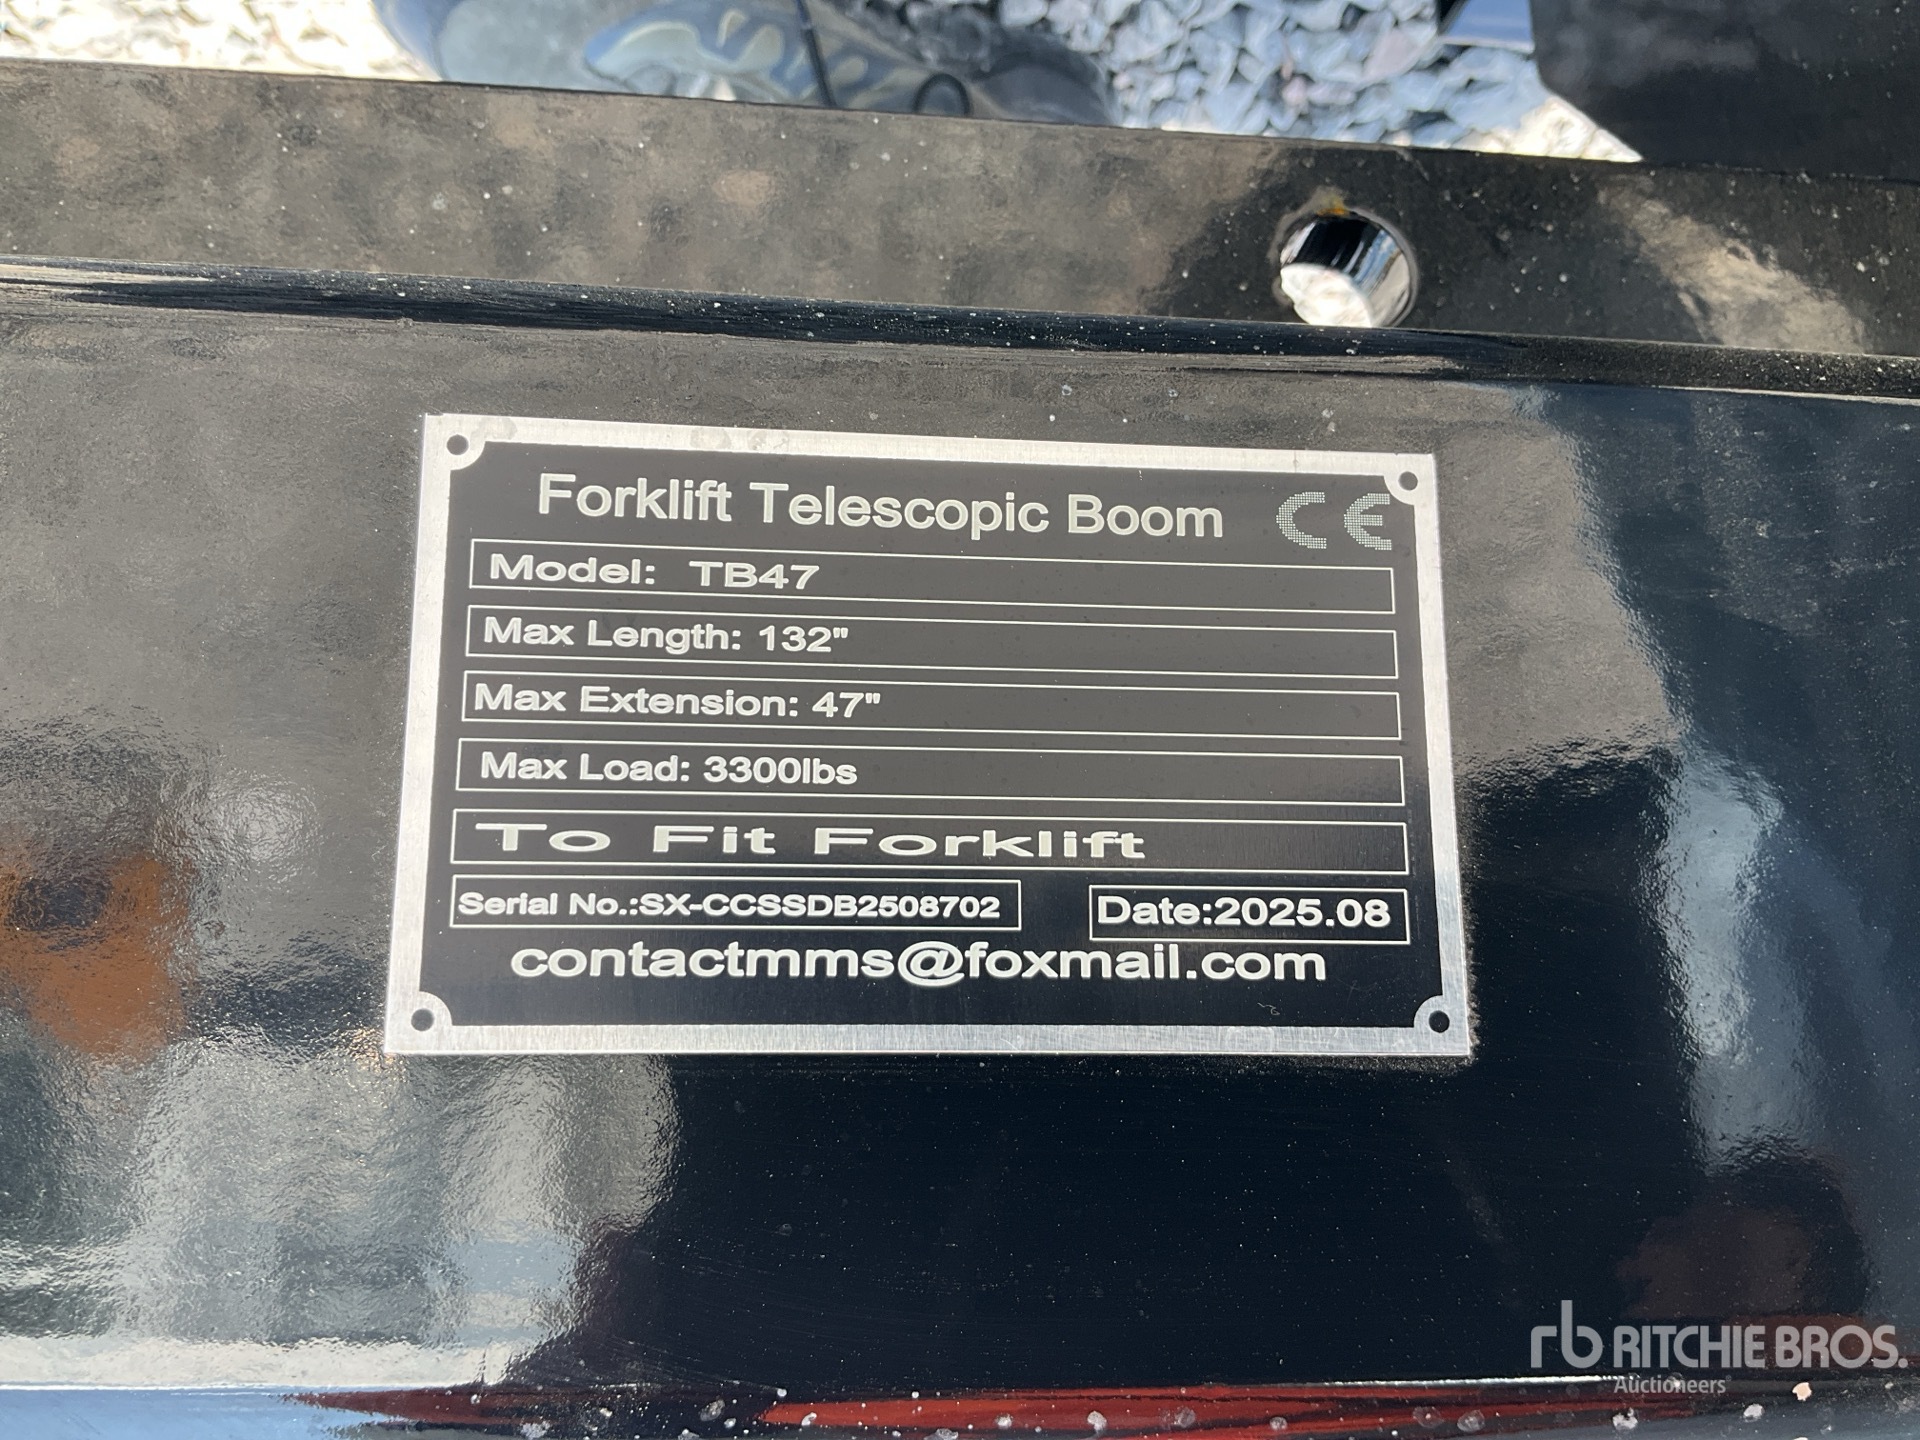 Forklift Telescopic Boom CE
Model: TB47
Max Length: 132"
Max Extension: 47"
Max Load: 3300lbs
To Fit Forklift
Serial No.:SX-CCSSDB2508702 Date:2025.08
contactmms@foxmail.com
rb RITCHIE BROS.
Auctioneers